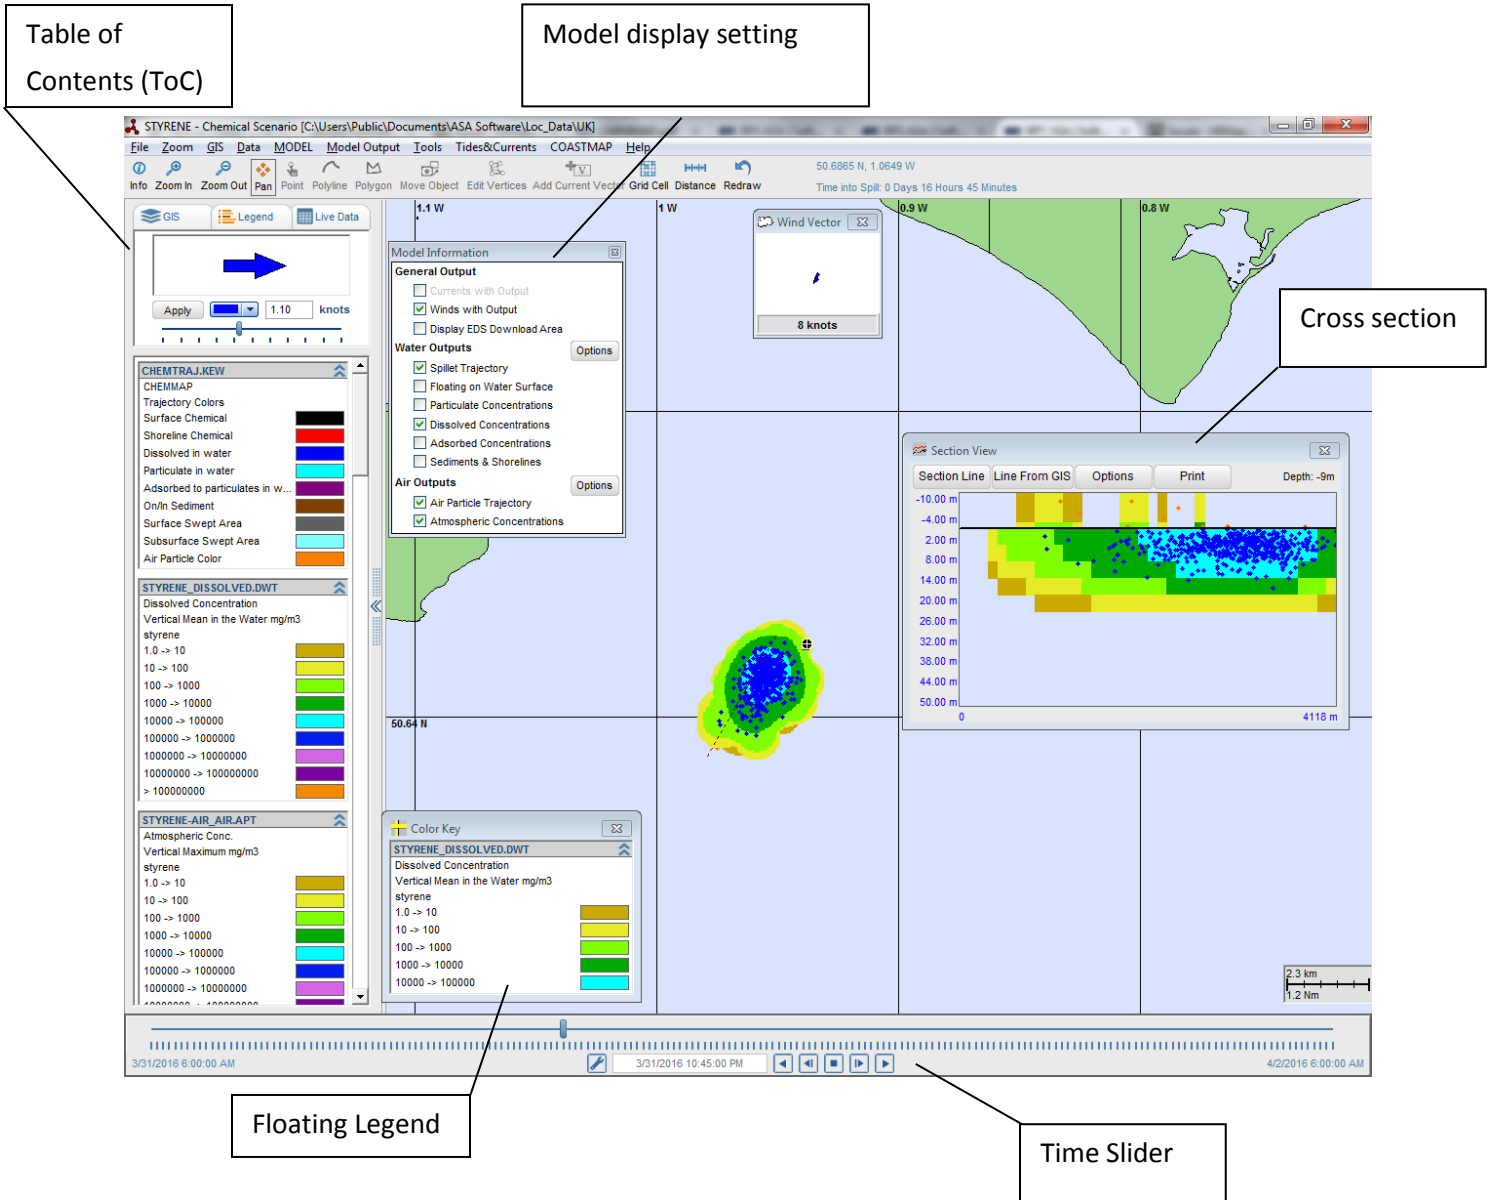 Table of
Contents (ToC)
Model display setting
STYRENE - Chemical Scenario [C:\Users\Public\Documents\ASA Software\Loc_Data\UK]
File Zoom GIS Data MODEL Model Output Tools Tides&Currents COASTMAP Help
Info Zoom In Zoom Out Pan Point Polyline Polygon Move Object Edit Vertices Add Current Vector Grid Cell Distance Redraw
50.6865 N, 1.0649 W
Time into Spill: 0 Days 16 Hours 45 Minutes
GIS Legend Live Data
Apply 1.10 knots
CHEMTRAJ.KEW
CHEMMAP
Trajectory Colors
Surface Chemical
Shoreline Chemical
Dissolved in water
Particulate in water
Adsorbed to particulates in w...
On/In Sediment
Surface Swept Area
Subsurface Swept Area
Air Particle Color
STYRENE_DISSOLVED.DWT
Dissolved Concentration
Vertical Mean in the Water mg/m3
styrene
1.0 -> 10
10 -> 100
100 -> 1000
1000 -> 10000
10000 -> 100000
100000 -> 1000000
1000000 -> 10000000
10000000 -> 100000000
> 100000000
STYRENE-AIR_AIR.APT
Atmospheric Conc.
Vertical Maximum mg/m3
styrene
1.0 -> 10
10 -> 100
100 -> 1000
1000 -> 10000
10000 -> 100000
100000 -> 1000000
1000000 -> 10000000
1.1 W
1 W
0.9 W
0.8 W
50.64 N
Model Information
General Output
Currents with Output
Winds with Output
Display EDS Download Area
Water Outputs Options
Spillet Trajectory
Floating on Water Surface
Particulate Concentrations
Dissolved Concentrations
Adsorbed Concentrations
Sediments & Shorelines
Air Outputs Options
Air Particle Trajectory
Atmospheric Concentrations
Wind Vector
8 knots
Cross section
Section View
Section Line Line From GIS Options Print Depth: -9m
-10.00 m
-4.00 m
2.00 m
8.00 m
14.00 m
20.00 m
26.00 m
32.00 m
38.00 m
44.00 m
50.00 m
0 4118 m
Color Key
STYRENE_DISSOLVED.DWT
Dissolved Concentration
Vertical Mean in the Water mg/m3
styrene
1.0 -> 10
10 -> 100
100 -> 1000
1000 -> 10000
10000 -> 100000
2.3 km
1.2 Nm
3/31/2016 6:00:00 AM
3/31/2016 10:45:00 PM
4/2/2016 6:00:00 AM
Floating Legend
Time Slider